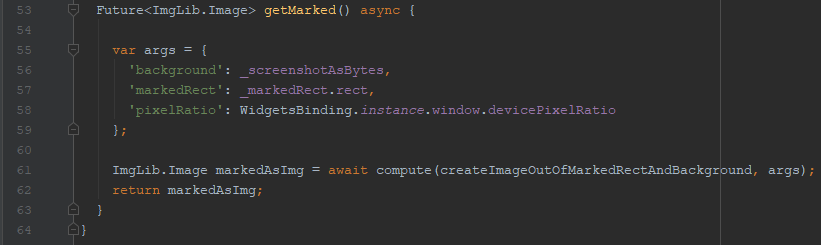 53 Future<ImgLib.Image> getMarked() async {
54
55 var args = {
56 'background': _screenshotAsBytes,
57 'markedRect': _markedRect.rect,
58 'pixelRatio': WidgetsBinding.instance.window.devicePixelRatio
59 };
60
61 ImgLib.Image markedAsImg = await compute(createImageOutOfMarkedRectAndBackground, args);
62 return markedAsImg;
63 }
64 }